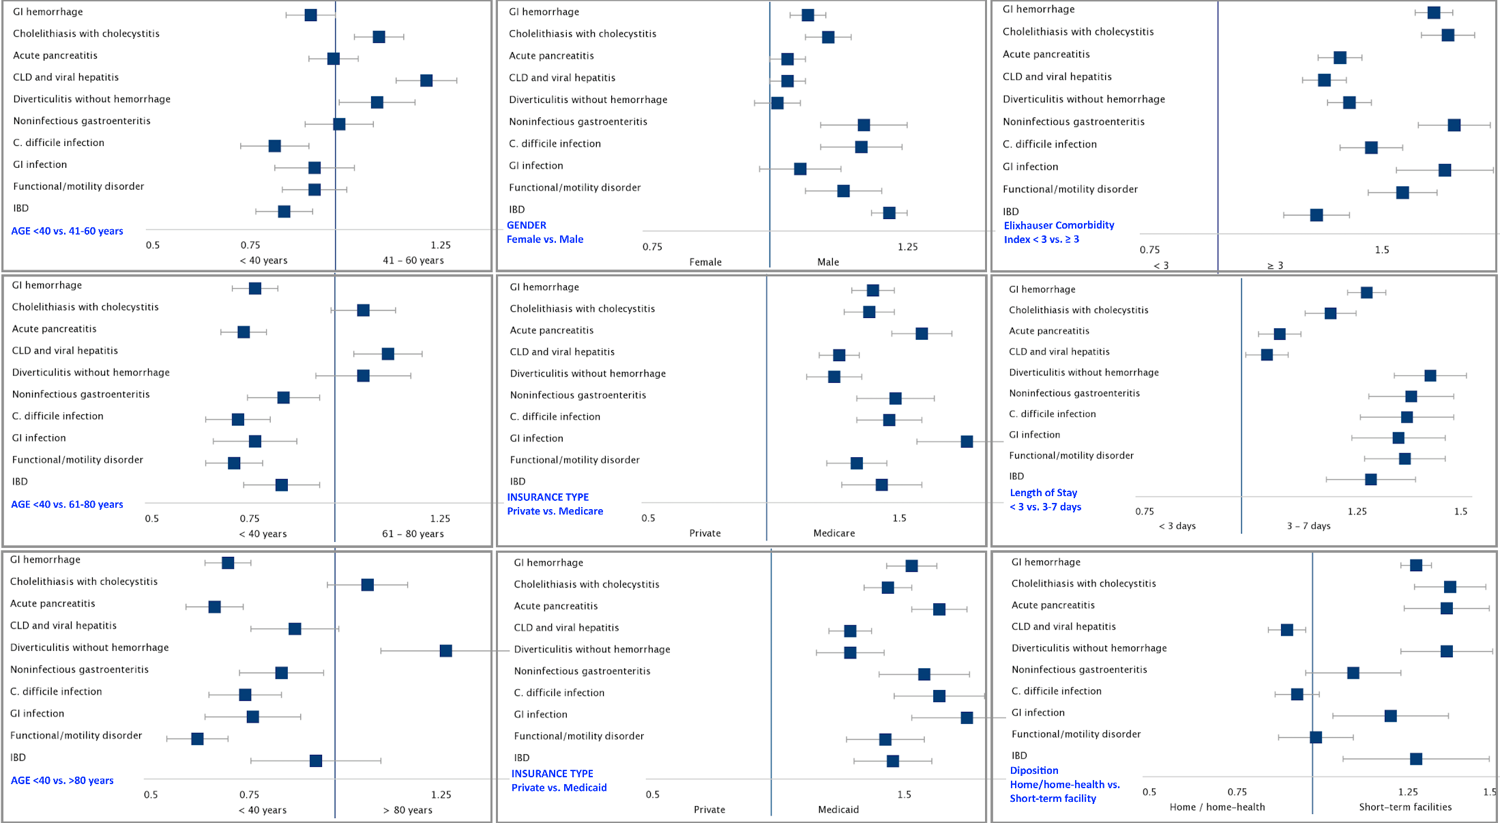 GI hemorrhage
Cholelithiasis with cholecystitis
Acute pancreatitis
CLD and viral hepatitis
Diverticulitis without hemorrhage
Noninfectious gastroenteritis
C. difficile infection
GI infection
Functional/motility disorder
IBD
AGE <40 vs. 41-60 years
0.5 0.75 1.25
< 40 years 41 – 60 years
GI hemorrhage
Cholelithiasis with cholecystitis
Acute pancreatitis
CLD and viral hepatitis
Diverticulitis without hemorrhage
Noninfectious gastroenteritis
C. difficile infection
GI infection
Functional/motility disorder
IBD
GENDER
Female vs. Male
0.75 1.25
Female Male
GI hemorrhage
Cholelithiasis with cholecystitis
Acute pancreatitis
CLD and viral hepatitis
Diverticulitis without hemorrhage
Noninfectious gastroenteritis
C. difficile infection
GI infection
Functional/motility disorder
IBD
Elixhauser Comorbidity
Index < 3 vs. ≥ 3
0.75 1.5
< 3 ≥ 3
GI hemorrhage
Cholelithiasis with cholecystitis
Acute pancreatitis
CLD and viral hepatitis
Diverticulitis without hemorrhage
Noninfectious gastroenteritis
C. difficile infection
GI infection
Functional/motility disorder
IBD
AGE <40 vs. 61-80 years
0.5 0.75 1.25
< 40 years 61 – 80 years
GI hemorrhage
Cholelithiasis with cholecystitis
Acute pancreatitis
CLD and viral hepatitis
Diverticulitis without hemorrhage
Noninfectious gastroenteritis
C. difficile infection
GI infection
Functional/motility disorder
IBD
INSURANCE TYPE
Private vs. Medicare
0.5 1.5
Private Medicare
GI hemorrhage
Cholelithiasis with cholecystitis
Acute pancreatitis
CLD and viral hepatitis
Diverticulitis without hemorrhage
Noninfectious gastroenteritis
C. difficile infection
GI infection
Functional/motility disorder
IBD
Length of Stay
< 3 vs. 3-7 days
0.75 1.25 1.5
< 3 days 3 – 7 days
GI hemorrhage
Cholelithiasis with cholecystitis
Acute pancreatitis
CLD and viral hepatitis
Diverticulitis without hemorrhage
Noninfectious gastroenteritis
C. difficile infection
GI infection
Functional/motility disorder
IBD
AGE <40 vs. >80 years
0.5 0.75 1.25
< 40 years > 80 years
GI hemorrhage
Cholelithiasis with cholecystitis
Acute pancreatitis
CLD and viral hepatitis
Diverticulitis without hemorrhage
Noninfectious gastroenteritis
C. difficile infection
GI infection
Functional/motility disorder
IBD
INSURANCE TYPE
Private vs. Medicaid
0.5 1.5
Private Medicaid
GI hemorrhage
Cholelithiasis with cholecystitis
Acute pancreatitis
CLD and viral hepatitis
Diverticulitis without hemorrhage
Noninfectious gastroenteritis
C. difficile infection
GI infection
Functional/motility disorder
IBD
Diposition
Home/home-health vs.
Short-term facility
0.5 0.75 1.25 1.5
Home / home-health Short-term facilities